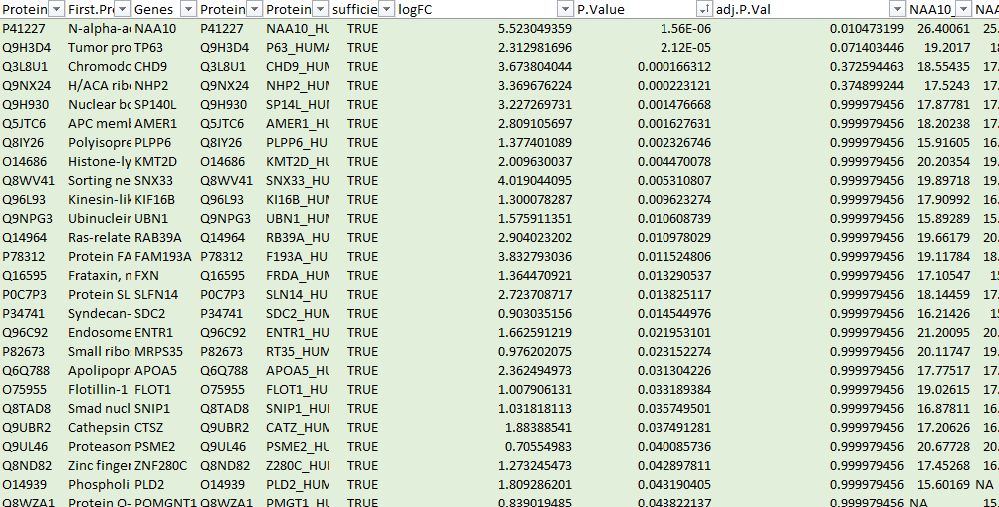 Protein First.Pro Genes Protein Protein sufficie logFC P.Value adj.P.Val NAA10_ NAA
P41227 N-alpha-a NAA10 P41227 NAA10_HU TRUE 5.523049359 1.56E-06 0.010473199 26.40061 25.
Q9H3D4 Tumor pro TP63 Q9H3D4 P63_HUMA TRUE 2.312981696 2.12E-05 0.071403446 19.2017 18
Q3L8U1 Chromodo CHD9 Q3L8U1 CHD9_HUM TRUE 3.673804044 0.000166312 0.372594463 18.55435 17.
Q9NX24 H/ACA ribo NHP2 Q9NX24 NHP2_HUM TRUE 3.369676224 0.000223121 0.374899244 17.5243 17.
Q9H930 Nuclear bo SP140L Q9H930 SP14L_HUM TRUE 3.227269731 0.001476668 0.999979456 17.87781 17.
Q5JTC6 APC memb AMER1 Q5JTC6 AMER1_HU TRUE 2.809105697 0.001627631 0.999979456 18.20238 17.
Q8IY26 Polyisopre PLPP6 Q8IY26 PLPP6_HUM TRUE 1.377401089 0.002326746 0.999979456 15.91605 16.
O14686 Histone-ly KMT2D O14686 KMT2D_HU TRUE 2.009630037 0.004470078 0.999979456 20.20354 19.
Q8WV41 Sorting ne SNX33 Q8WV41 SNX33_HU TRUE 4.019044095 0.005310807 0.999979456 19.89718 19.
Q96L93 Kinesin-lik KIF16B Q96L93 KI16B_HUM TRUE 1.300078287 0.009623274 0.999979456 17.90992 16.
Q9NPG3 Ubinuclein UBN1 Q9NPG3 UBN1_HUM TRUE 1.575911351 0.010608739 0.999979456 15.89289 15.
Q14964 Ras-relate RAB39A Q14964 RB39A_HU TRUE 2.904023202 0.010978029 0.999979456 19.66179 20.
P78312 Protein FA FAM193A P78312 F193A_HU TRUE 3.832793036 0.011524806 0.999979456 19.11784 18.
Q16595 Frataxin, m FXN Q16595 FRDA_HUM TRUE 1.364470921 0.013290537 0.999979456 17.10547 15
P0C7P3 Protein SL SLFN14 P0C7P3 SLN14_HU TRUE 2.723708717 0.013825117 0.999979456 18.14459 17.
P34741 Syndecan- SDC2 P34741 SDC2_HUM TRUE 0.903035156 0.014544976 0.999979456 16.21426 15
Q96C92 Endosome ENTR1 Q96C92 ENTR1_HU TRUE 1.662591219 0.021953101 0.999979456 21.20095 20.
P82673 Small ribo MRPS35 P82673 RT35_HUM TRUE 0.976202075 0.023152274 0.999979456 20.11747 19.
Q6Q788 Apolipopr APOA5 Q6Q788 APOA5_HU TRUE 2.362494973 0.031304226 0.999979456 17.77517 17.
O75955 Flotillin-1 FLOT1 O75955 FLOT1_HUM TRUE 1.007906131 0.033189384 0.999979456 19.02615 17.
Q8TAD8 Smad nucl SNIP1 Q8TAD8 SNIP1_HUI TRUE 1.031818113 0.035749501 0.999979456 16.87811 16.
Q9UBR2 Cathepsin CTSZ Q9UBR2 CATZ_HUM TRUE 1.88388541 0.037491281 0.999979456 17.20626 16.
Q9UL46 Proteasom PSME2 Q9UL46 PSME2_HU TRUE 0.70554983 0.040085736 0.999979456 20.67728 20.
Q8ND82 Zinc finger ZNF280C Q8ND82 Z280C_HUI TRUE 1.273245473 0.042897811 0.999979456 17.45268 16.
O14939 Phospholi PLD2 O14939 PLD2_HUM TRUE 1.809286201 0.043190405 0.999979456 15.60169 NA
Q8WZA1 Protein O- POMGNT1 Q8WZA1 PMGT1_HU TRUE 0.839019485 0.043822137 0.999979456 NA 15.